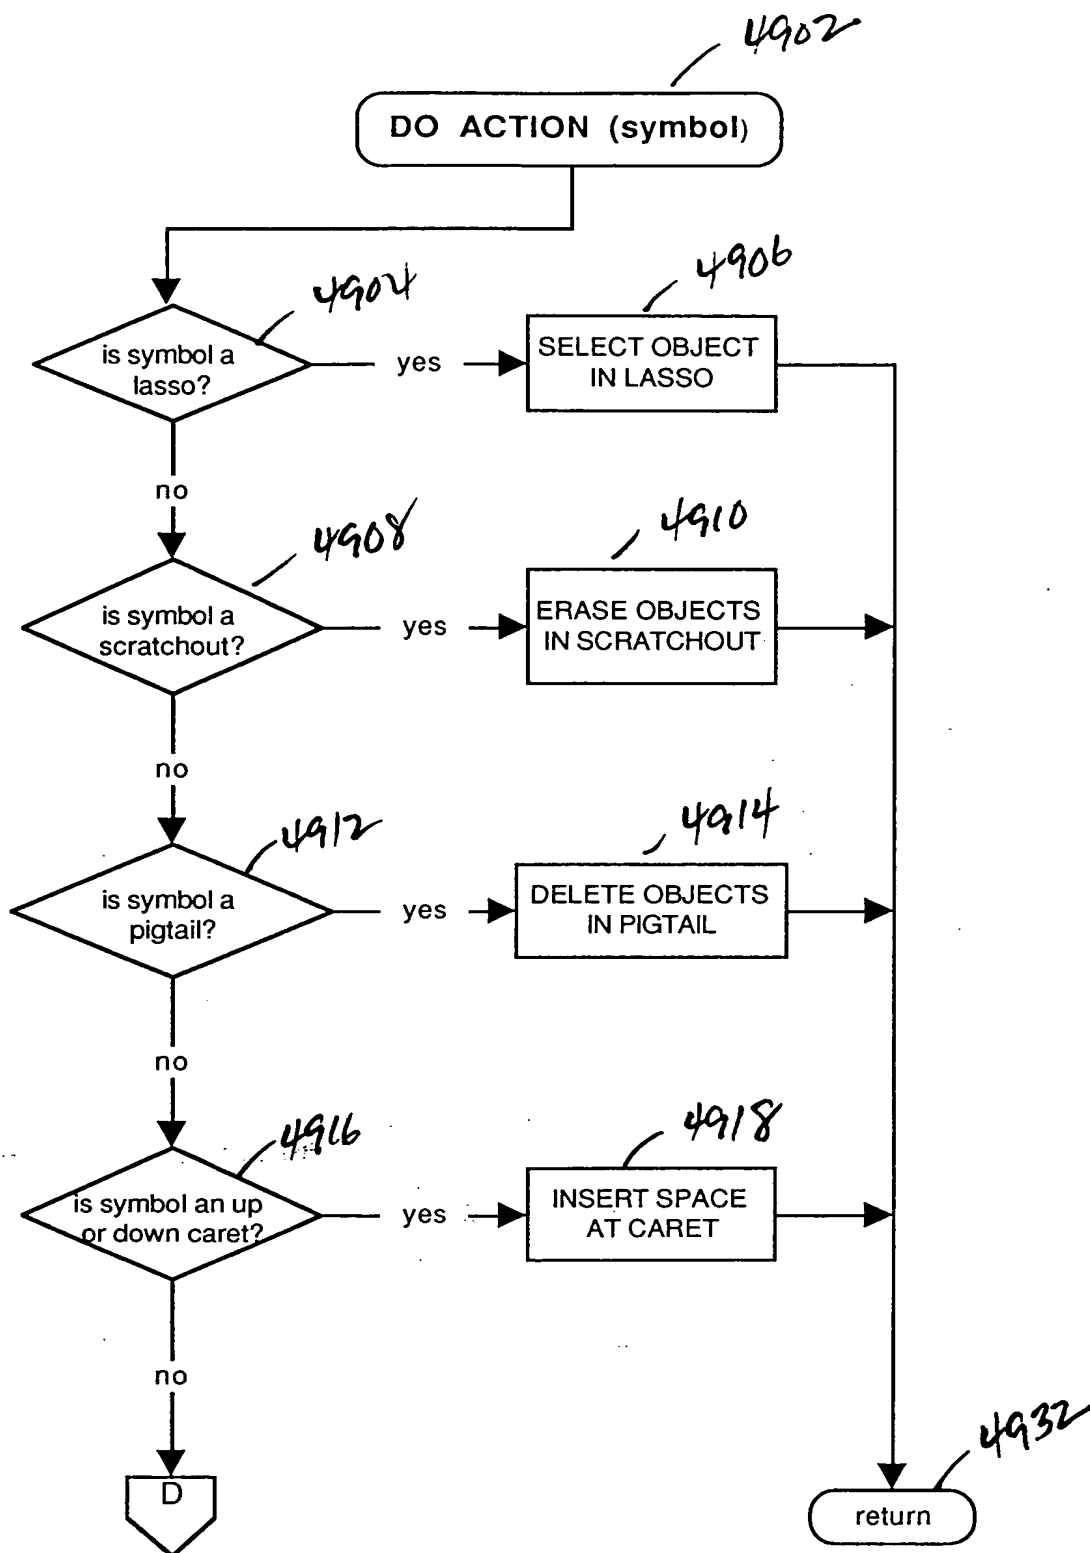 4902
DO ACTION (symbol)
4904
4906
is symbol a
lasso?
yes
SELECT OBJECT
IN LASSO
no
4908
4910
is symbol a
scratchout?
yes
ERASE OBJECTS
IN SCRATCHOUT
no
4912
4914
is symbol a
pigtail?
yes
DELETE OBJECTS
IN PIGTAIL
no
4916
4918
is symbol an up
or down caret?
yes
INSERT SPACE
AT CARET
no
4932
D
return